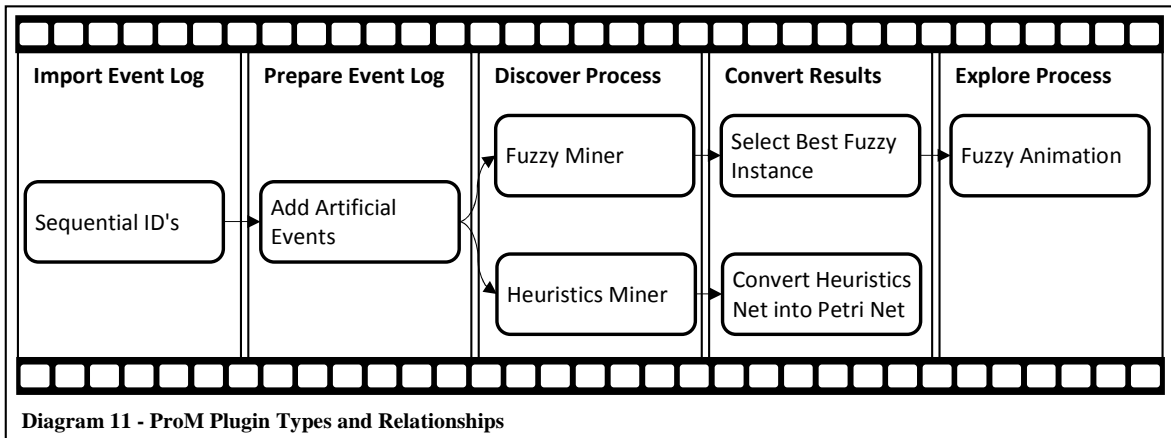 Import Event Log
Prepare Event Log
Discover Process
Convert Results
Explore Process
Sequential ID's
Add Artificial
Events
Fuzzy Miner
Heuristics Miner
Select Best Fuzzy
Instance
Convert Heuristics
Net into Petri Net
Fuzzy Animation
Diagram 11 - ProM Plugin Types and Relationships